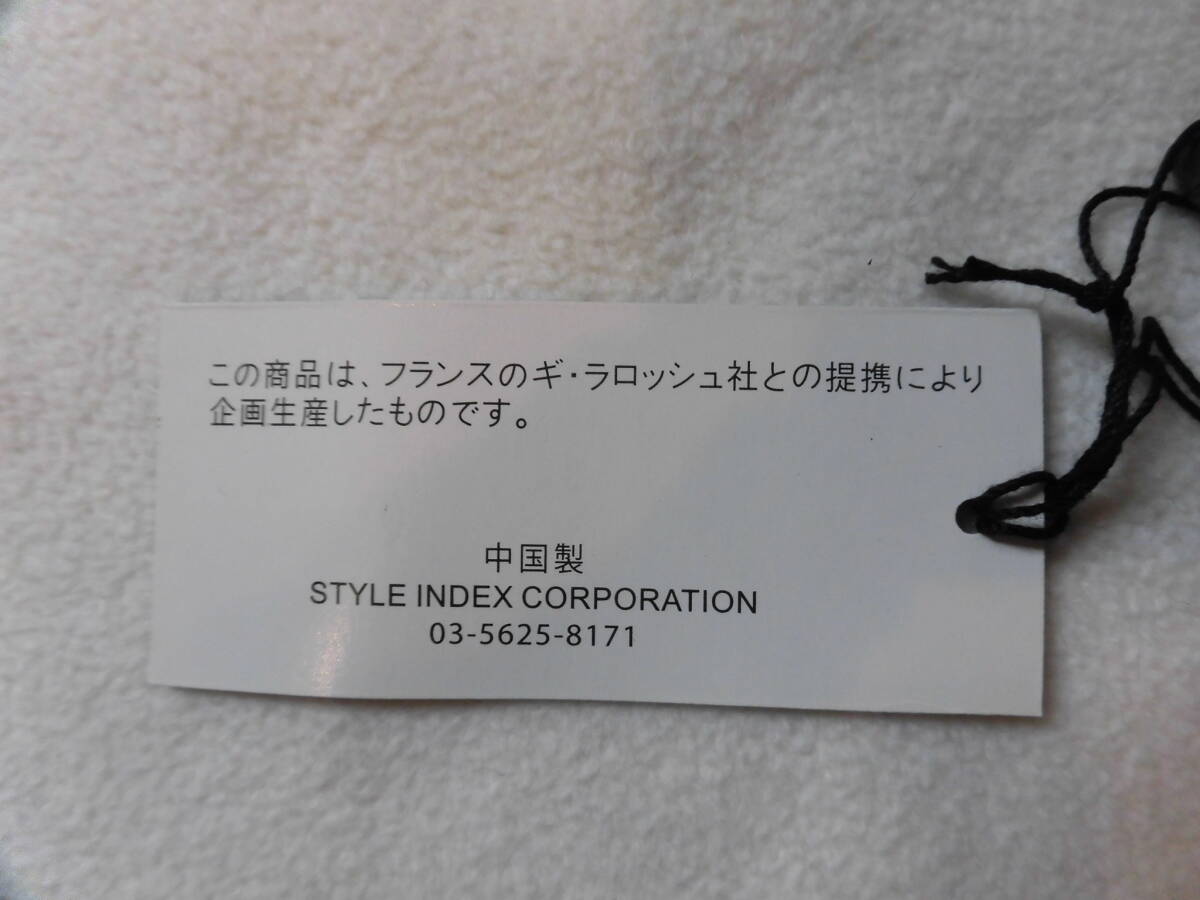 この商品は、フランスのギ・ラロッシュ社との提携により
企画生産したものです。
中国製
STYLE INDEX CORPORATION
03-5625-8171